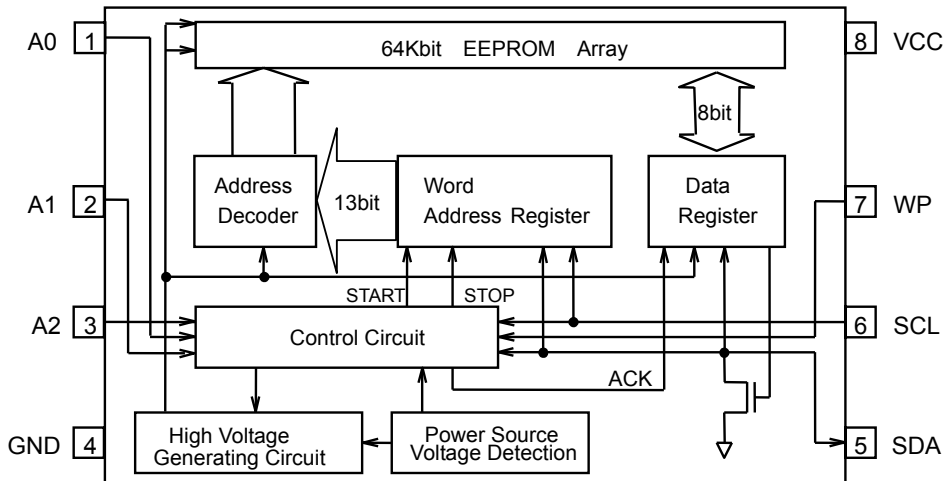 A0 1 64Kbit EEPROM Array 8 VCC
8bit
A1 2 Address Decoder 13bit Word Address Register Data Register 7 WP
START STOP
A2 3 Control Circuit 6 SCL
ACK
GND 4 High Voltage Generating Circuit Power Source Voltage Detection 5 SDA